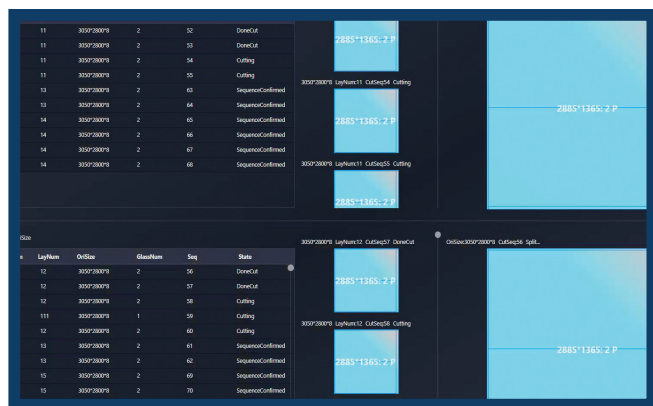 11 3050*2800*8 2 52 DoneCut
11 3050*2800*8 2 53 DoneCut
11 3050*2800*8 2 54 Cutting
11 3050*2800*8 2 55 Cutting
13 3050*2800*8 2 63 SequenceConfirmed
13 3050*2800*8 2 64 SequenceConfirmed
14 3050*2800*8 2 65 SequenceConfirmed
14 3050*2800*8 2 66 SequenceConfirmed
14 3050*2800*8 2 67 SequenceConfirmed
14 3050*2800*8 2 68 SequenceConfirmed
2885*1365: 2 P
3050*2800*8 LayNum:11 CutSeq:54 Cutting
2885*1365: 2 P
3050*2800*8 LayNum:11 CutSeq:55 Cutting
2885*1365: 2 P
2885*1365: 2 P
iSize
LayNum OriSize GlassNum Seq State
12 3050*2800*8 2 56 DoneCut
12 3050*2800*8 2 57 DoneCut
12 3050*2800*8 2 58 Cutting
111 3050*2800*8 1 59 Cutting
12 3050*2800*8 2 60 Cutting
13 3050*2800*8 2 61 SequenceConfirmed
13 3050*2800*8 2 62 SequenceConfirmed
15 3050*2800*8 2 69 SequenceConfirmed
15 3050*2800*8 2 70 SequenceConfirmed
3050*2800*8 LayNum:12 CutSeq:57 DoneCut
2885*1365: 2 P
3050*2800*8 LayNum:12 CutSeq:58 Cutting
2885*1365: 2 P
OriSize:3050*2800*8 CutSeq:56 Split...
2885*1365: 2 P